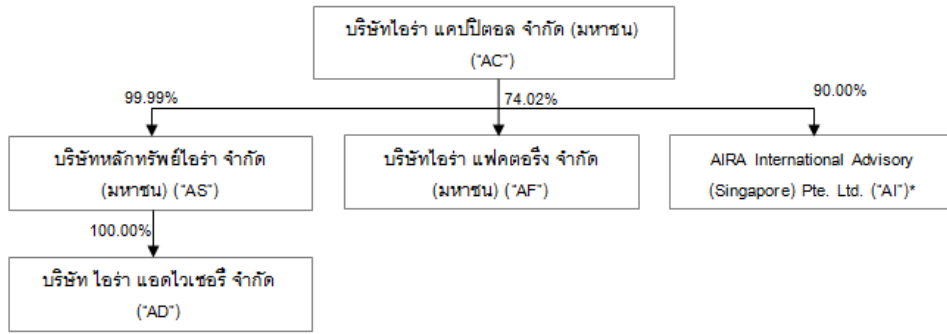 บริษัทไอร่า แคปปิตอล จำกัด (มหาชน)
("AC")
99.99%
74.02%
90.00%
บริษัทหลักทรัพย์ไอร่า จำกัด
(มหาชน) ("AS")
บริษัทไอร่า แฟคตอริ่ง จำกัด
(มหาชน) ("AF")
AIRA International Advisory
(Singapore) Pte. Ltd. ("AI")*
100.00%
บริษัท ไอร่า แอดไวเซอรี่ จำกัด
("AD")